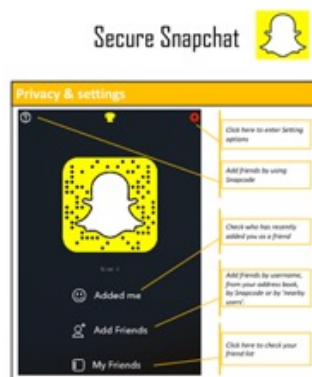 Secure Snapchat
Privacy & settings
Click here to enter Setting
options
Add friends by using
Snapcode
Check who has recently
added you as a friend
Added me
Add friends by username,
from your address book,
by Snapcode or by 'nearby
users'.
Add Friends
Click here to check your
friend list
My Friends